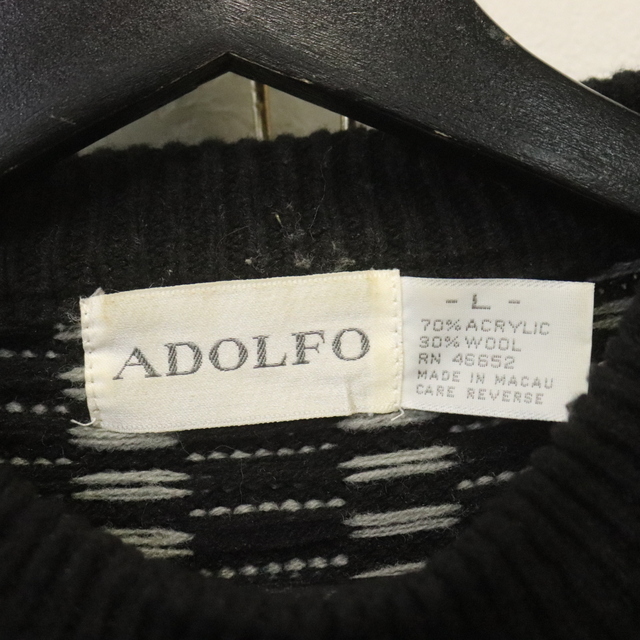 ADOLFO
- L -
70% ACRYLIC
30% WOOL
RN 46652
MADE IN MACAU
CARE REVERSE